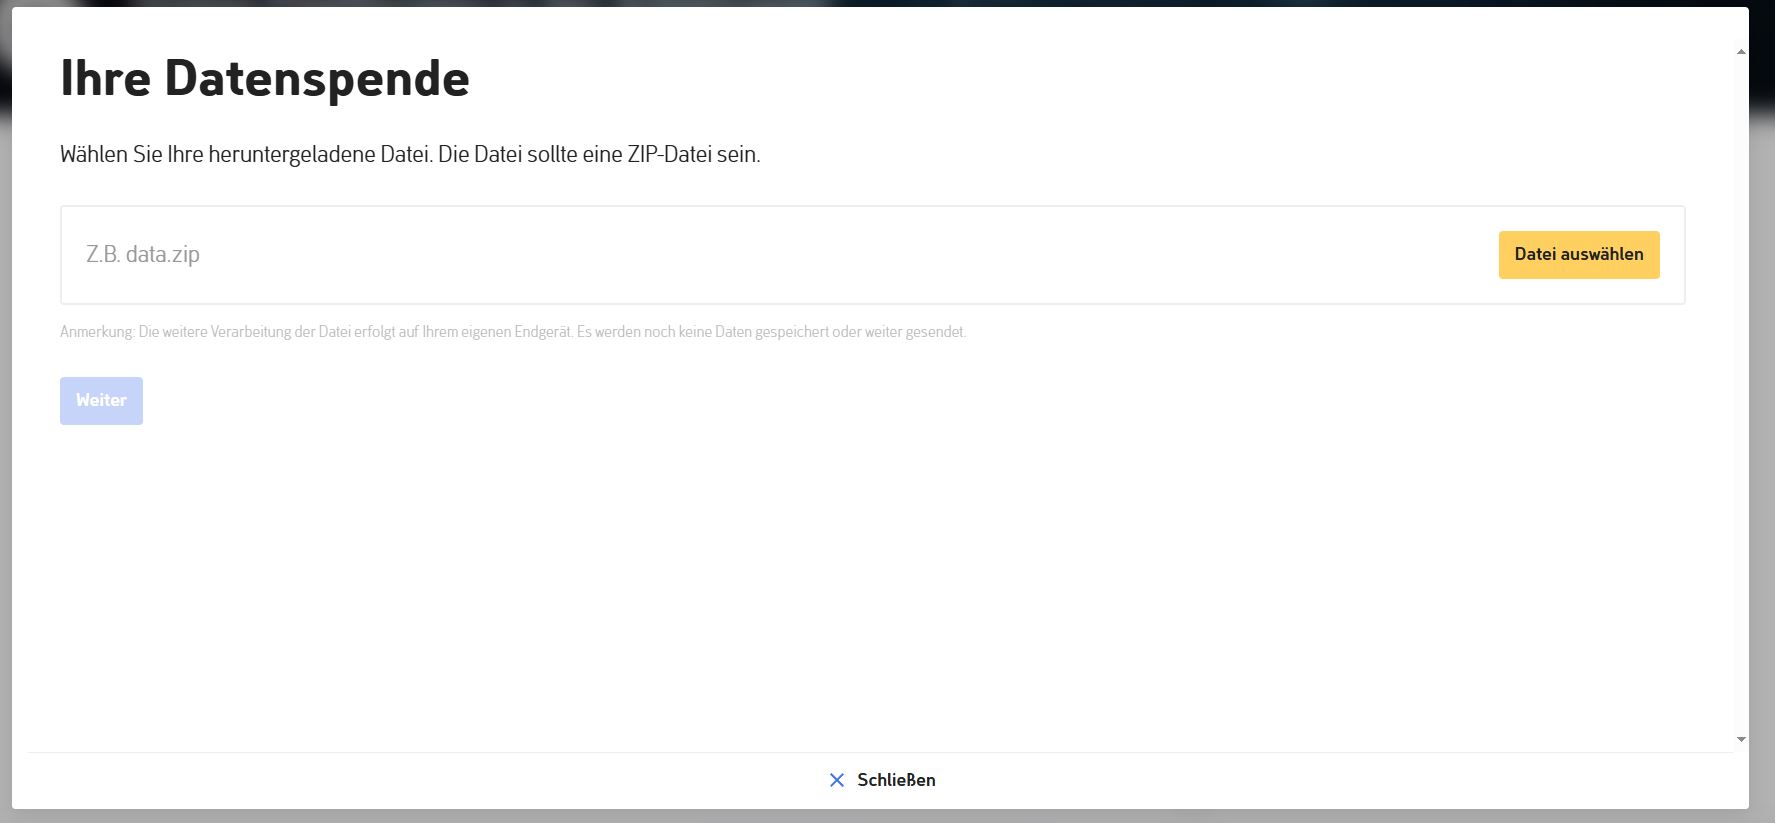 Ihre Datenspende
Wählen Sie Ihre heruntergeladene Datei. Die Datei sollte eine ZIP-Datei sein.
Z.B. data.zip
Datei auswählen
Anmerkung: Die weitere Verarbeitung der Datei erfolgt auf Ihrem eigenen Endgerät. Es werden noch keine Daten gespeichert oder weiter gesendet.
Weiter
Schließen